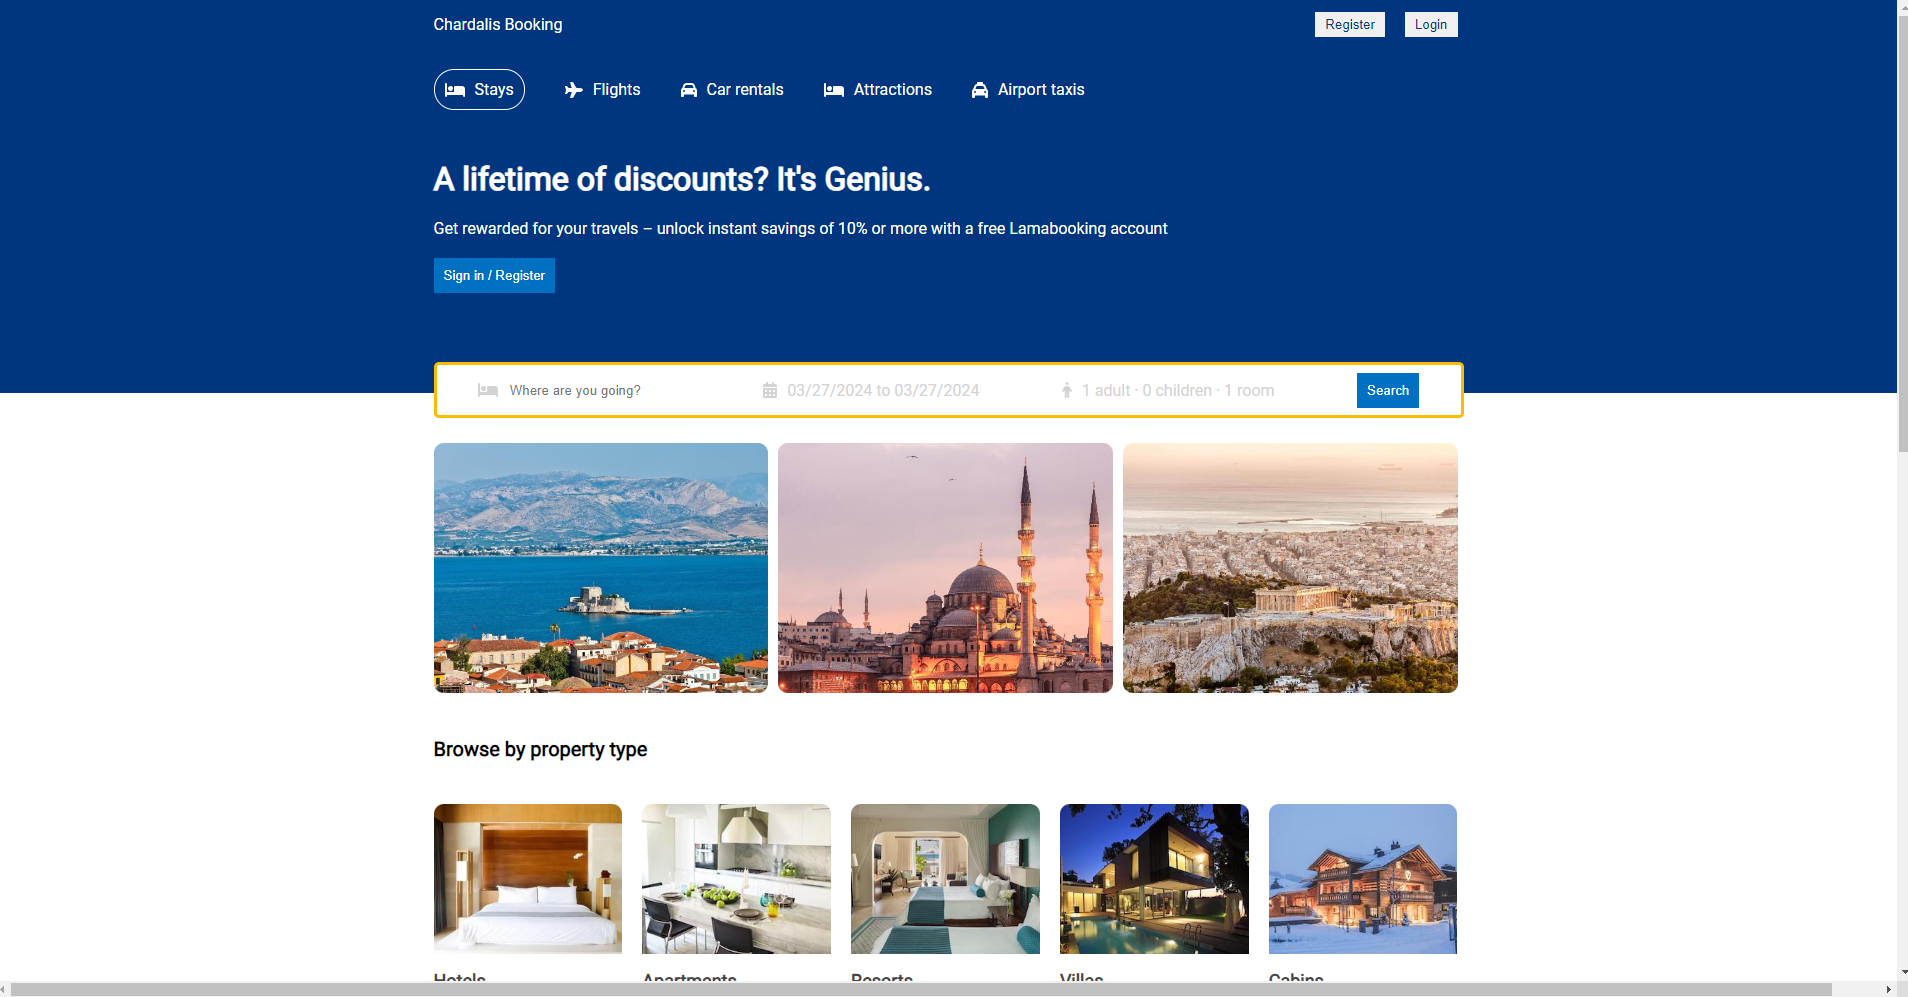 Chardalis Booking
Register
Login
Stays
Flights
Car rentals
Attractions
Airport taxis
A lifetime of discounts? It's Genius.
Get rewarded for your travels – unlock instant savings of 10% or more with a free Lamabooking account
Sign in / Register
Where are you going?
03/27/2024 to 03/27/2024
1 adult · 0 children · 1 room
Search
Browse by property type
Hotels
Apartments
Resorts
Villas
Cabins